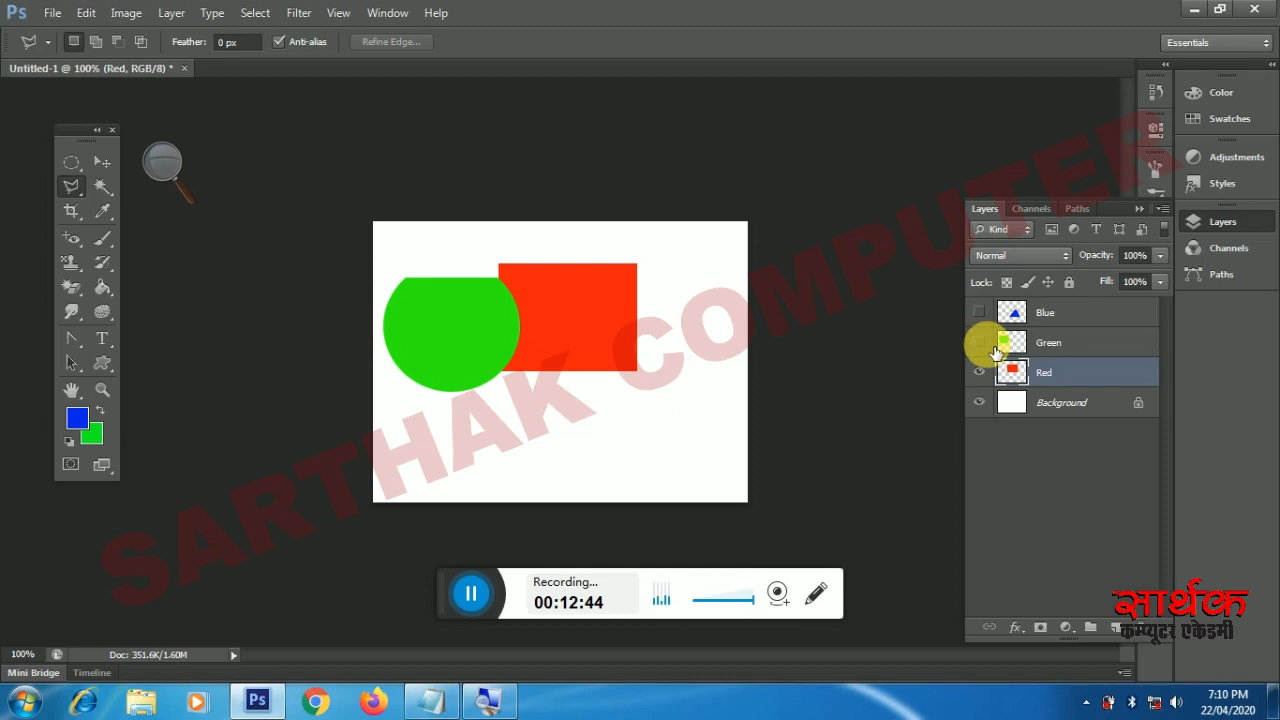 Ps File Edit Image Layer Type Select Filter View Window Help
Feather: 0 px Anti-alias Refine Edge... Essentials
Untitled-1 @ 100% (Red, RGB/8) * ×
Color
Swatches
Adjustments
Styles
Layers
Channels
Paths
Layers Channels Paths
Kind
Normal Opacity: 100%
Lock: Fill: 100%
Blue
Green
Red
Background
SARTHAK COMPUTER
Recording...
00:12:44
सार्थक
कम्प्यूटर एकेडमी
100% Doc: 351.6K/1.60M
Mini Bridge Timeline
Ps
7:10 PM
22/04/2020